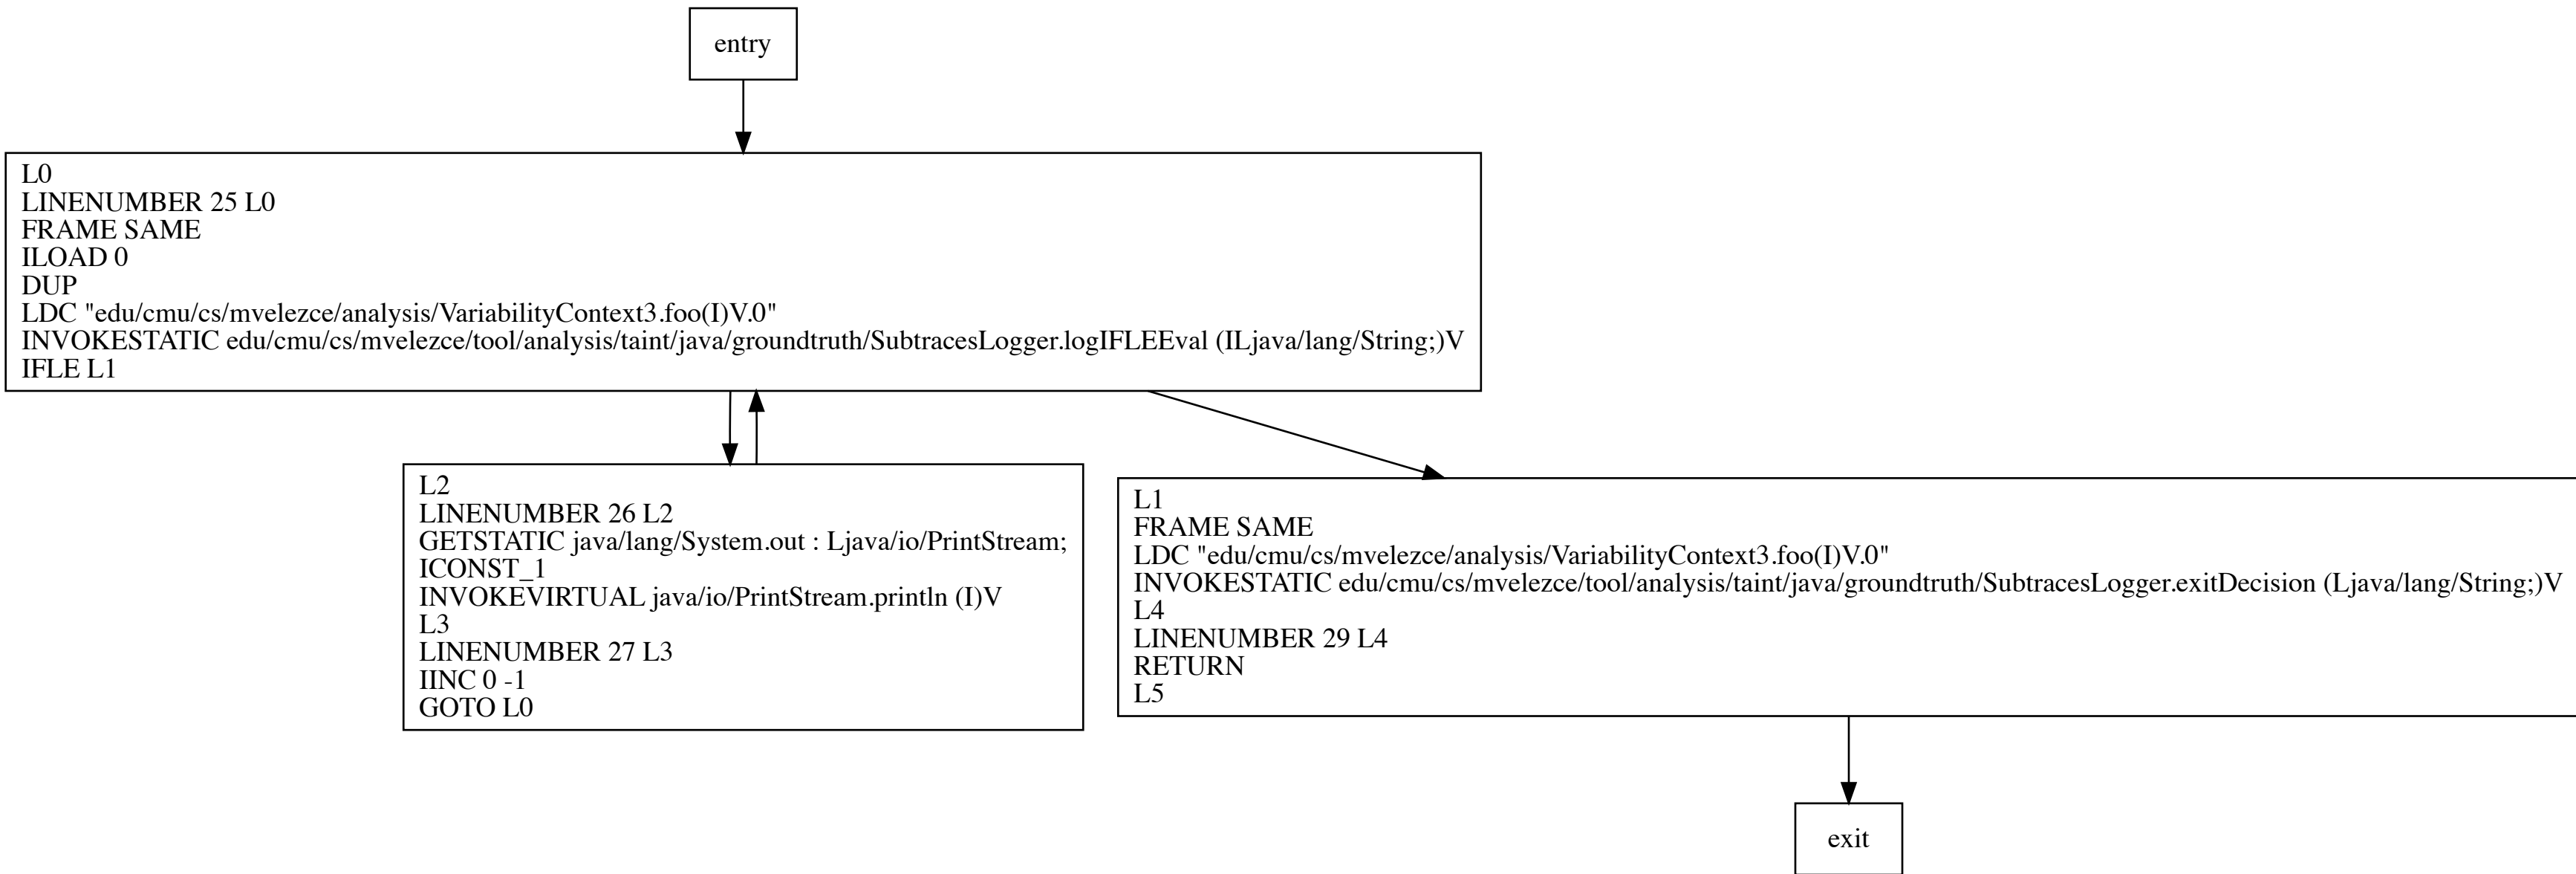 entry
L0
LINENUMBER 25 L0
FRAME SAME
ILOAD 0
DUP
LDC "edu/cmu/cs/mvelezce/analysis/VariabilityContext3.foo(I)V.0"
INVOKESTATIC edu/cmu/cs/mvelezce/tool/analysis/taint/java/groundtruth/SubtracesLogger.logIFLEEval (ILjava/lang/String;)V
IFLE L1
L2
LINENUMBER 26 L2
GETSTATIC java/lang/System.out : Ljava/io/PrintStream;
ICONST_1
INVOKEVIRTUAL java/io/PrintStream.println (I)V
L3
LINENUMBER 27 L3
IINC 0 -1
GOTO L0
L1
FRAME SAME
LDC "edu/cmu/cs/mvelezce/analysis/VariabilityContext3.foo(I)V.0"
INVOKESTATIC edu/cmu/cs/mvelezce/tool/analysis/taint/java/groundtruth/SubtracesLogger.exitDecision (Ljava/lang/String;)V
L4
LINENUMBER 29 L4
RETURN
L5
exit